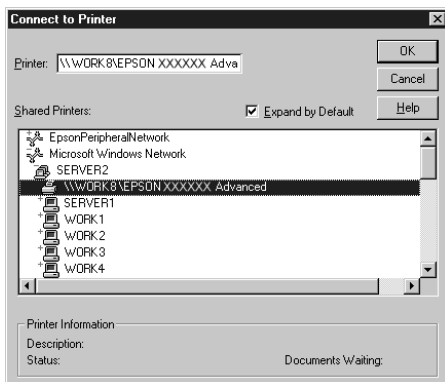 Connect to Printer
Printer: \\WORK8\EPSON XXXXXX Adva
OK
Cancel
Help
Shared Printers:
Expand by Default
EpsonPeripheralNetwork
Microsoft Windows Network
SERVER2
\\WORK8\EPSON XXXXXX Advanced
SERVER1
WORK1
WORK2
WORK3
WORK4
Printer Information
Description:
Status: Documents Waiting: